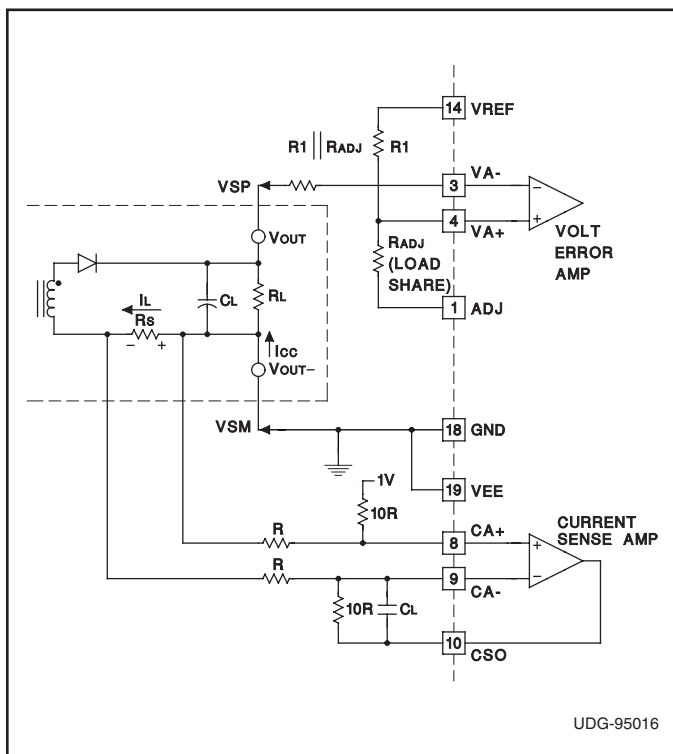 14 VREF
R1 || RADJ
R1
VSP
VA-
3
4 VA+
VOLT
ERROR
AMP
VOUT
RADJ
(LOAD
SHARE)
1 ADJ
IL
RS
- +
CL
RL
ICC
VOUT-
VSM
18 GND
19 VEE
1V
10R
CURRENT
SENSE AMP
R
8 CA+
R
9 CA-
10R
CL
10 CSO
- +
+ -
UDG-95016